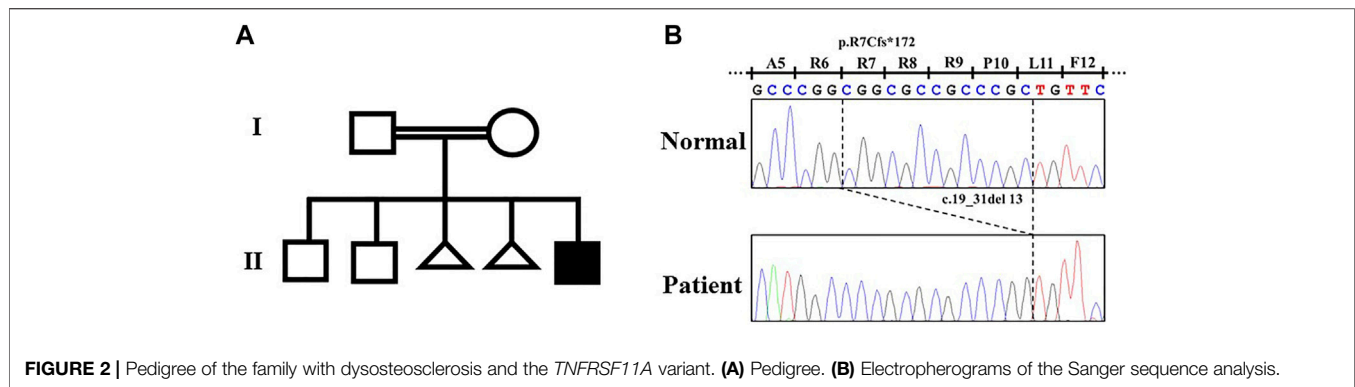 A
I
II
B
p.R7Cfs*172
... A5 R6 R7 R8 R9 P10 L11 F12 ...
G C C C G G C G G C G C C G C C C G C T G T T C
Normal
c.19_31del 13
Patient
FIGURE 2 | Pedigree of the family with dysosteosclerosis and the TNFRSF11A variant. (A) Pedigree. (B) Electropherograms of the Sanger sequence analysis.